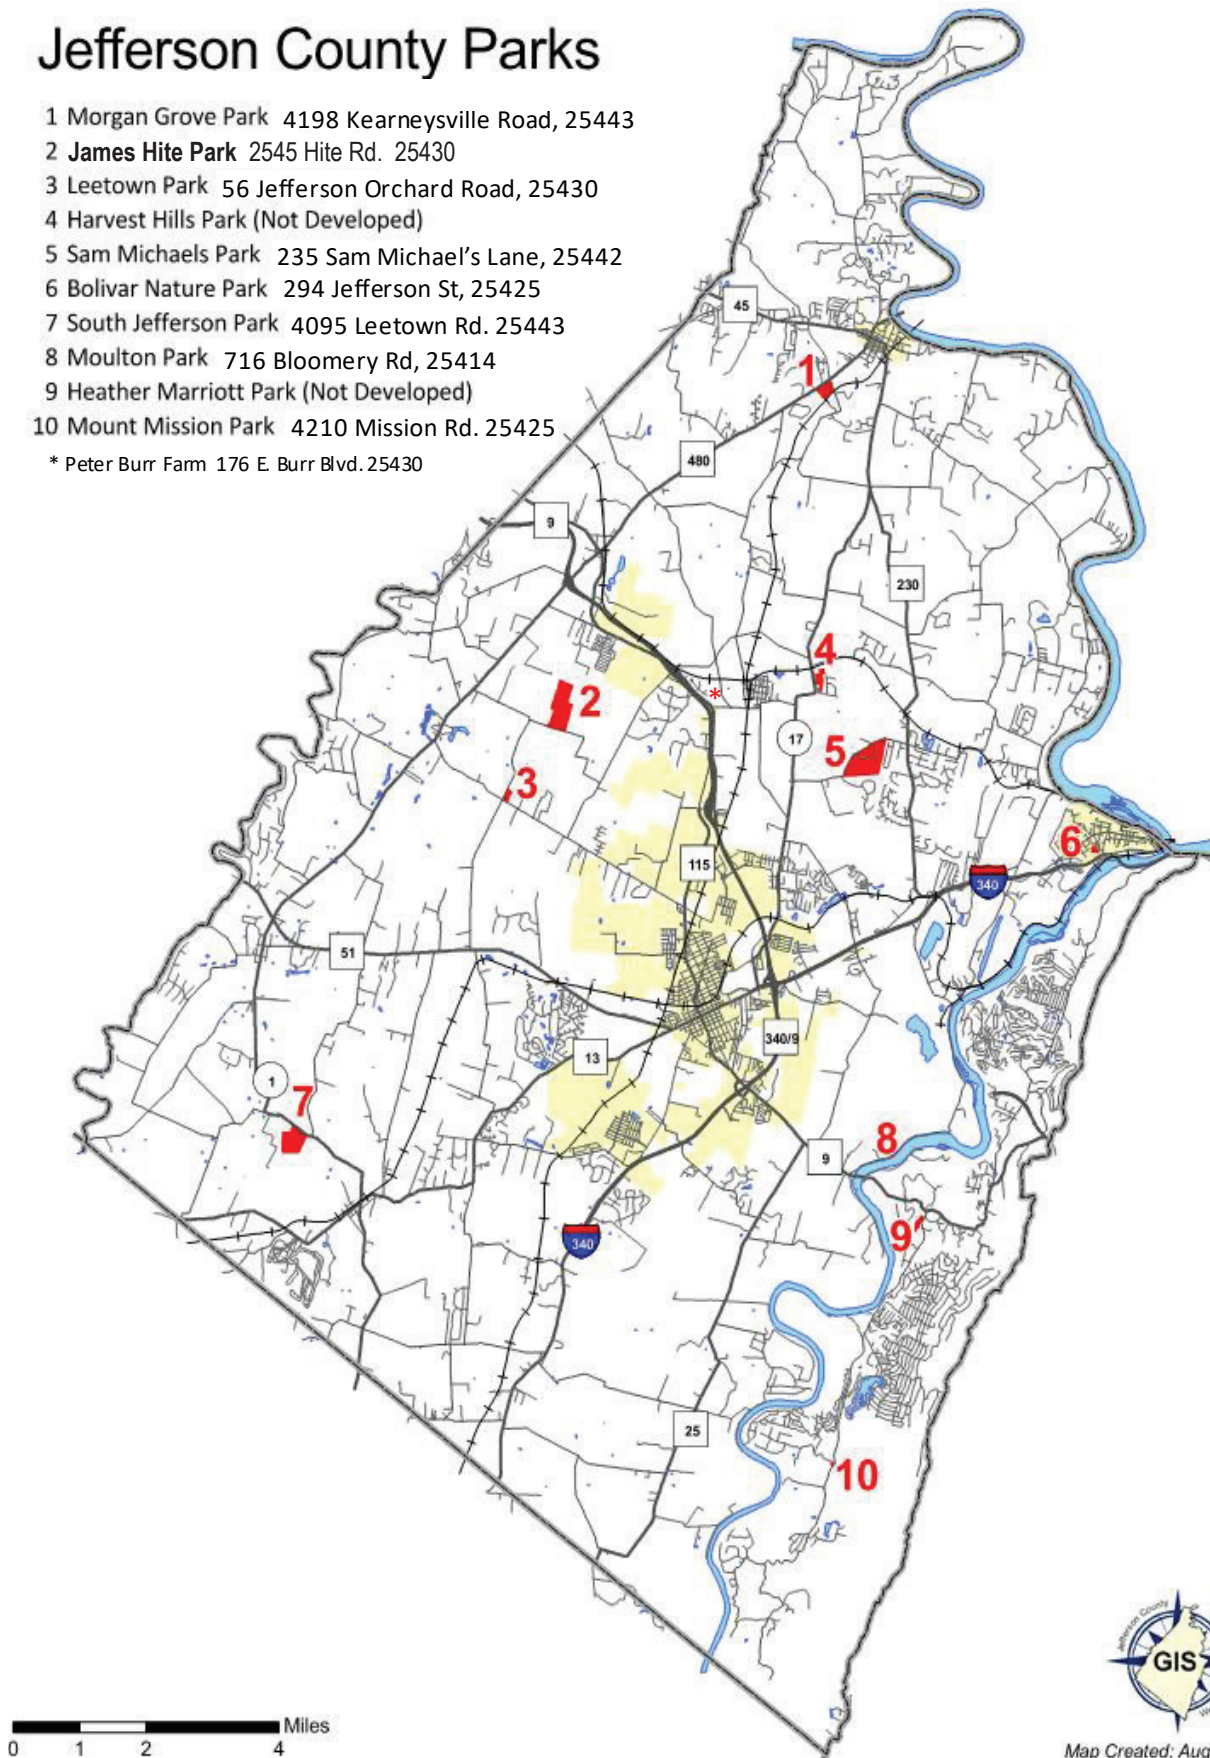 Jefferson County Parks
1 Morgan Grove Park 4198 Kearneysville Road, 25443
2 James Hite Park 2545 Hite Rd. 25430
3 Leetown Park 56 Jefferson Orchard Road, 25430
4 Harvest Hills Park (Not Developed)
5 Sam Michaels Park 235 Sam Michael's Lane, 25442
6 Bolivar Nature Park 294 Jefferson St, 25425
7 South Jefferson Park 4095 Leetown Rd. 25443
8 Moulton Park 716 Bloomery Rd, 25414
9 Heather Marriott Park (Not Developed)
10 Mount Mission Park 4210 Mission Rd. 25425
* Peter Burr Farm 176 E. Burr Blvd. 25430
45
1
480
9
230
4
2
*
17
5
3
6
115
340
51
340/9
13
1
7
8
9
9
340
25
10
Jefferson County
GIS
Miles
0 1 2 4
Map Created: Aug